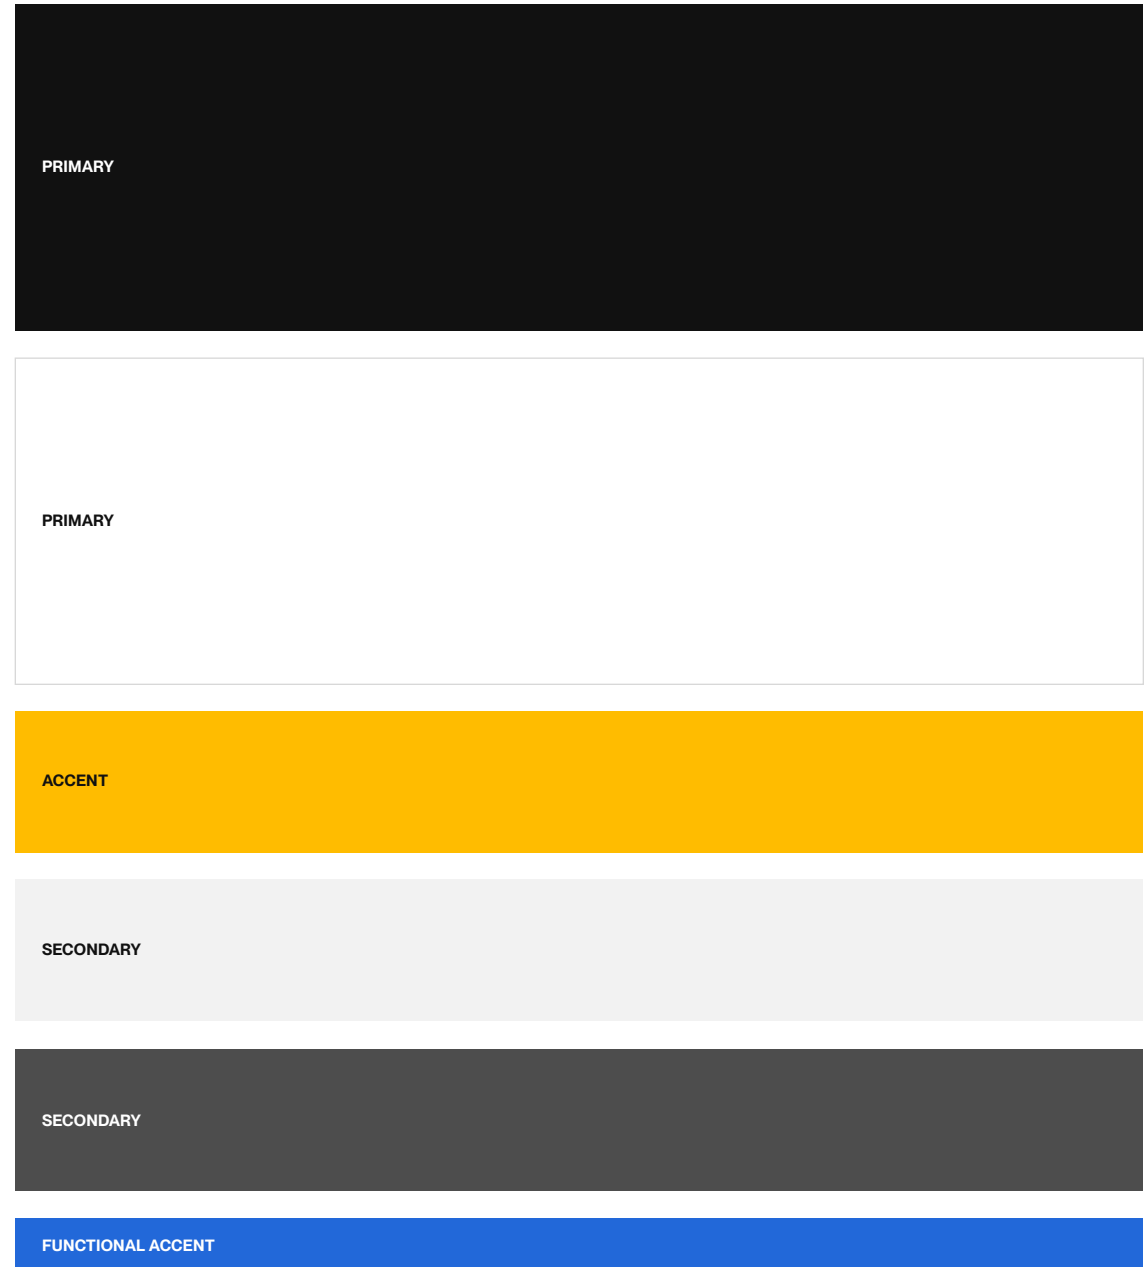 PRIMARY
PRIMARY
ACCENT
SECONDARY
SECONDARY
FUNCTIONAL ACCENT